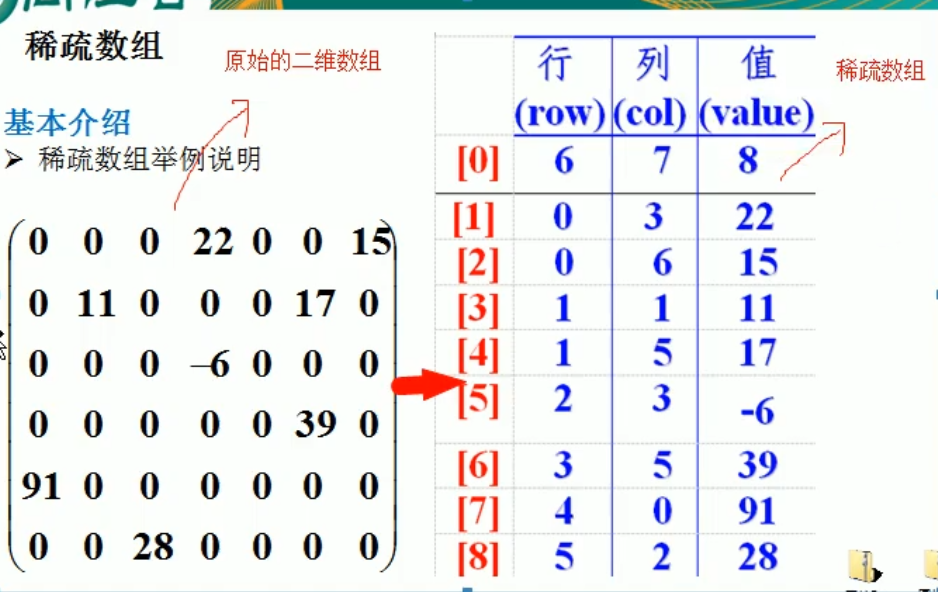 稀疏数组
原始的二维数组
基本介绍
➤ 稀疏数组举例说明
0 0 0 22 0 0 15
0 11 0 0 0 17 0
0 0 0 –6 0 0 0
0 0 0 0 0 39 0
91 0 0 0 0 0 0
0 0 28 0 0 0 0
行 列 值
(row) (col) (value)
[0] 6 7 8
[1] 0 3 22
[2] 0 6 15
[3] 1 1 11
[4] 1 5 17
[5] 2 3 -6
[6] 3 5 39
[7] 4 0 91
[8] 5 2 28
稀疏数组